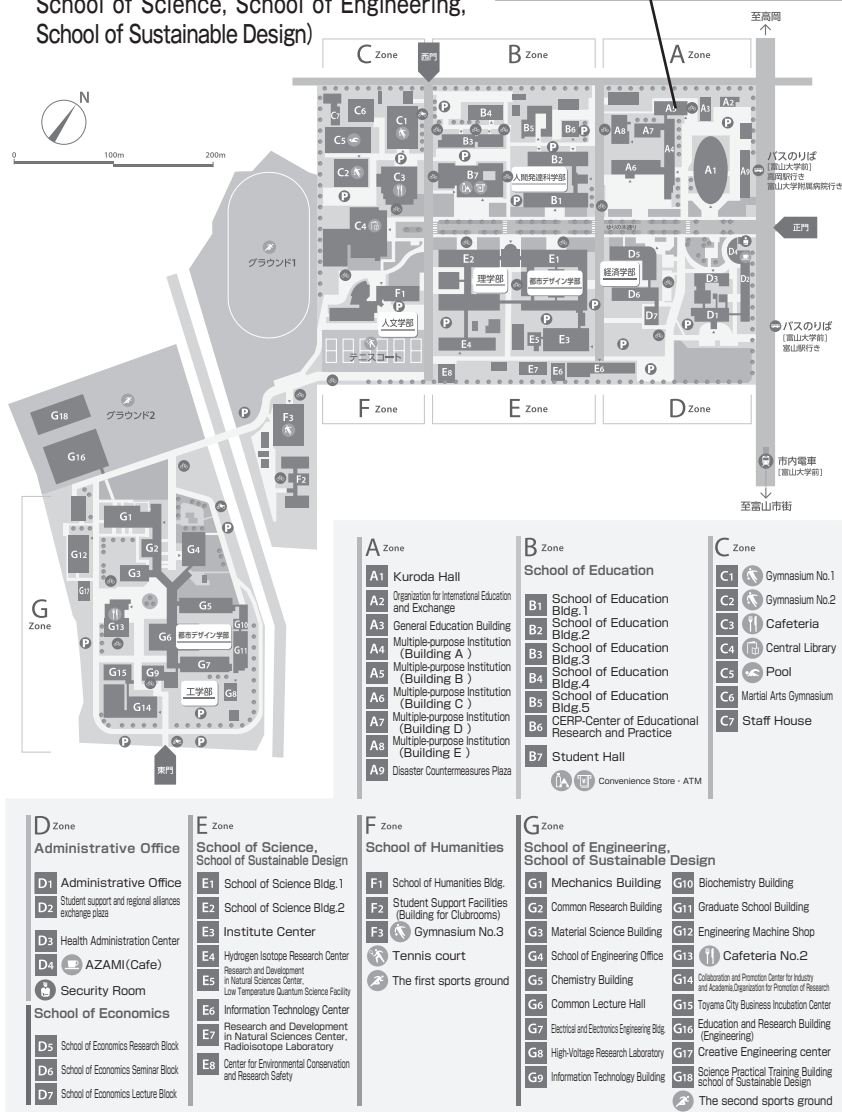 School of Science, School of Engineering,
School of Sustainable Design)
至高岡
C Zone
西門
B Zone
A Zone
N
0 100m 200m
C7
C6
C1
C5
C2
C3
C4
P
B4
B5
B6
B3
B2
B7
人間発達科学部
B1
A5
A3
A2
A8
A7
A4
A6
A1
A9
バスのりば
[富山大学前]
高岡駅行き
富山大学附属病院行き
ゆりの木通り
正門
グラウンド1
E2
E1
理学部
都市デザイン学部
D5
経済学部
D6
D7
D4
D3
D2
D1
F1
人文学部
テニスコート
E4
E5
E3
E8
E7
E6
E6
バスのりば
[富山大学前]
富山駅行き
F Zone
E Zone
D Zone
G18
グラウンド2
G16
F3
F2
市内電車
[富山大学前]
至富山市街
G
Zone
G1
G2
G4
G12
G3
G17
G5
G13
G6
都市デザイン学部
G10
G11
G7
G15
G9
工学部
G8
G14
東門
A Zone
A1 Kuroda Hall
A2 Organization for International Education
and Exchange
A3 General Education Building
A4 Multiple-purpose Institution
(Building A )
A5 Multiple-purpose Institution
(Building B )
A6 Multiple-purpose Institution
(Building C )
A7 Multiple-purpose Institution
(Building D )
A8 Multiple-purpose Institution
(Building E )
A9 Disaster Countermeasures Plaza
B Zone
School of Education
B1 School of Education
Bldg.1
B2 School of Education
Bldg.2
B3 School of Education
Bldg.3
B4 School of Education
Bldg.4
B5 School of Education
Bldg.5
B6 CERP-Center of Educational
Research and Practice
B7 Student Hall
Convenience Store・ATM
C Zone
C1 Gymnasium No.1
C2 Gymnasium No.2
C3 Cafeteria
C4 Central Library
C5 Pool
C6 Martial Arts Gymnasium
C7 Staff House
D Zone
Administrative Office
D1 Administrative Office
D2 Student support and regional alliances
exchange plaza
D3 Health Administration Center
D4 AZAMI(Cafe)
Security Room
School of Economics
D5 School of Economics Research Block
D6 School of Economics Seminar Block
D7 School of Economics Lecture Block
E Zone
School of Science,
School of Sustainable Design
E1 School of Science Bldg.1
E2 School of Science Bldg.2
E3 Institute Center
E4 Hydrogen Isotope Research Center
E5 Research and Development
in Natural Sciences Center,
Low Temperature Quantum Science Facility
E6 Information Technology Center
E7 Research and Development
in Natural Sciences Center,
Radioisotope Laboratory
E8 Center for Environmental Conservation
and Research Safety
F Zone
School of Humanities
F1 School of Humanities Bldg.
F2 Student Support Facilities
(Building for Clubrooms)
F3 Gymnasium No.3
Tennis court
The first sports ground
G Zone
School of Engineering,
School of Sustainable Design
G1 Mechanics Building
G2 Common Research Building
G3 Material Science Building
G4 School of Engineering Office
G5 Chemistry Building
G6 Common Lecture Hall
G7 Electrical and Electronics Engineering Bldg.
G8 High-Voltage Research Laboratory
G9 Information Technology Building
G10 Biochemistry Building
G11 Graduate School Building
G12 Engineering Machine Shop
G13 Cafeteria No.2
G14 Collaboration and Promotion Center for Industry
and Academia,Organization for Promotion of Research
G15 Toyama City Business Incubation Center
G16 Education and Research Building
(Engineering)
G17 Creative Engineering center
G18 Science Practical Training Building
school of Sustainable Design
The second sports ground